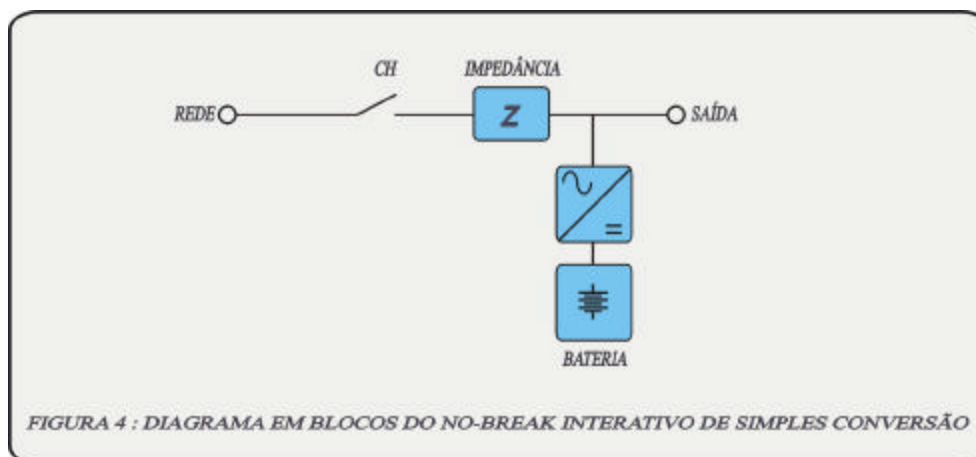 CH
IMPEDÂNCIA
REDE
Z
SAÍDA
BATERIA
FIGURA 4 : DIAGRAMA EM BLOCOS DO NO-BREAK INTERATIVO DE SIMPLES CONVERSÃO